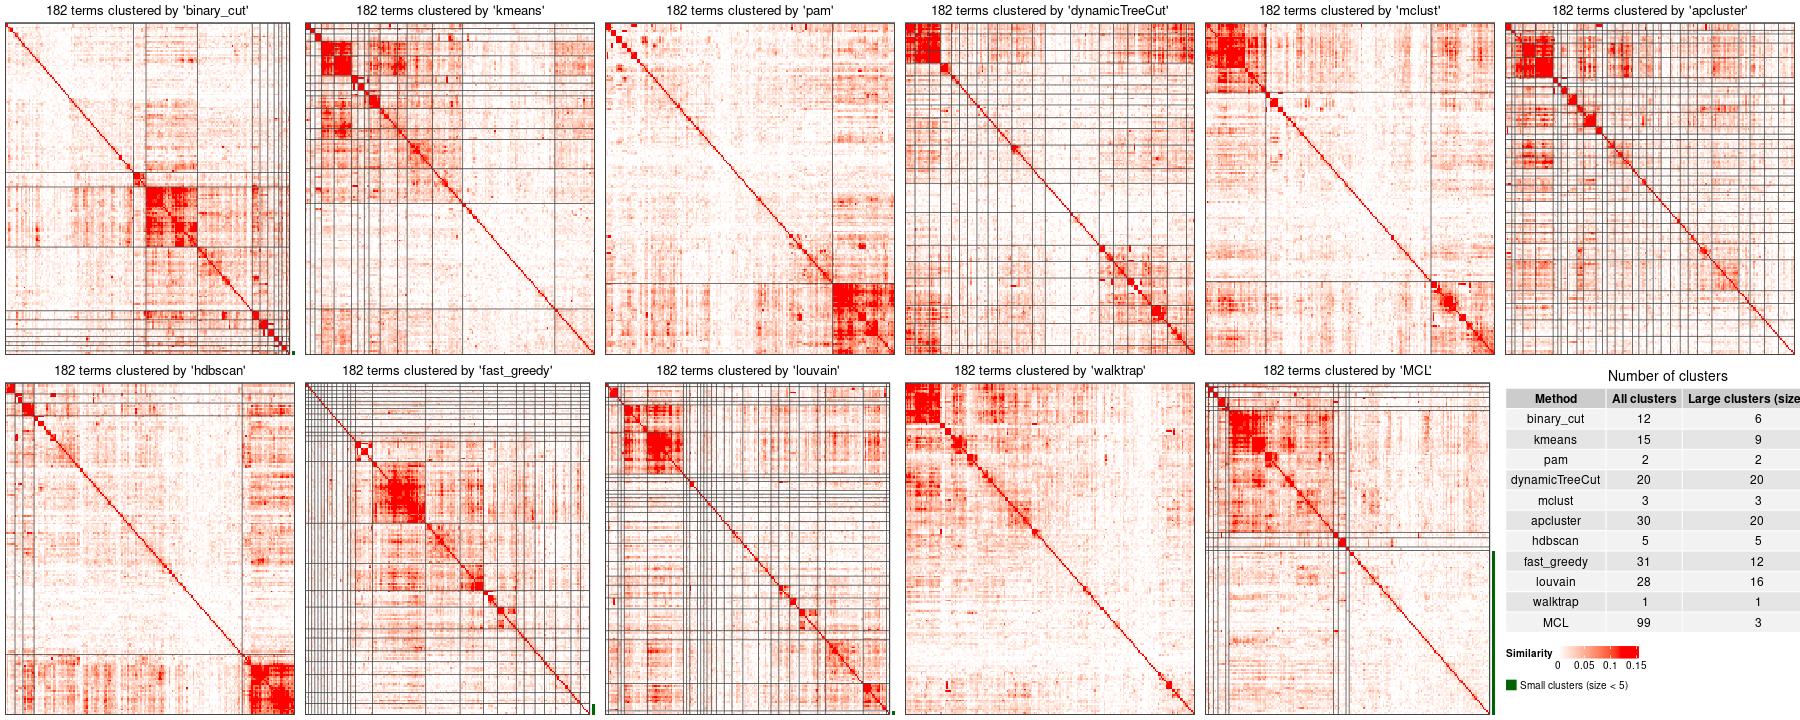 182 terms clustered by 'binary_cut'
182 terms clustered by 'kmeans'
182 terms clustered by 'pam'
182 terms clustered by 'dynamicTreeCut'
182 terms clustered by 'mclust'
182 terms clustered by 'apcluster'
182 terms clustered by 'hdbscan'
182 terms clustered by 'fast_greedy'
182 terms clustered by 'louvain'
182 terms clustered by 'walktrap'
182 terms clustered by 'MCL'
Number of clusters
Method All clusters Large clusters (size
binary_cut 12 6
kmeans 15 9
pam 2 2
dynamicTreeCut 20 20
mclust 3 3
apcluster 30 20
hdbscan 5 5
fast_greedy 31 12
louvain 28 16
walktrap 1 1
MCL 99 3
Similarity
0 0.05 0.1 0.15
Small clusters (size < 5)